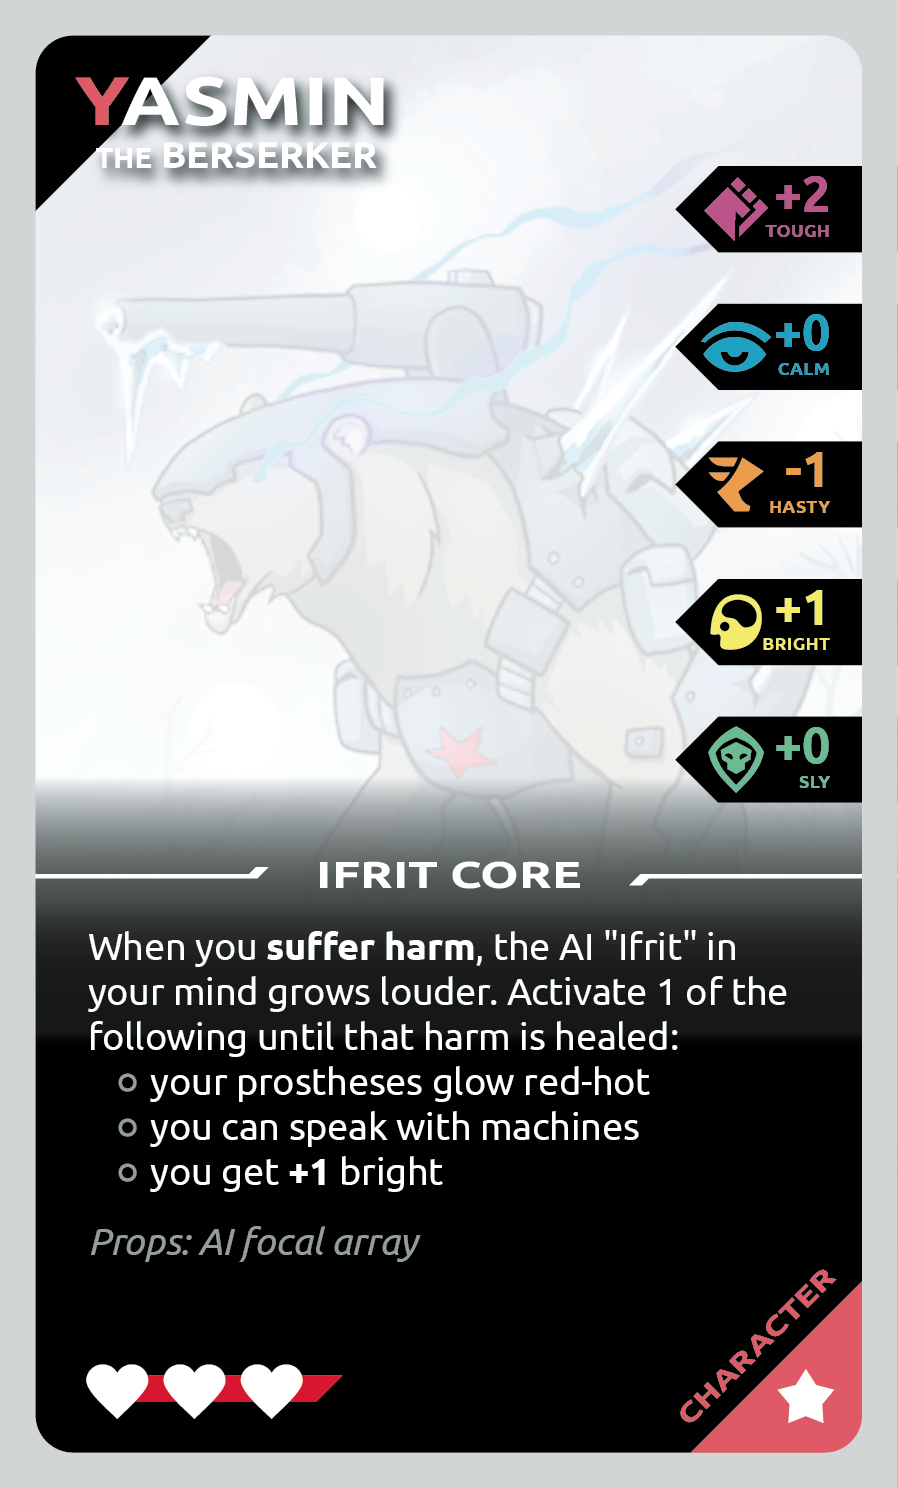 YASMIN
THE BERSERKER
+2
TOUGH
+0
CALM
-1
HASTY
+1
BRIGHT
+0
SLY
IFRIT CORE
When you suffer harm, the AI "Ifrit" in
your mind grows louder. Activate 1 of the
following until that harm is healed:
your prostheses glow red-hot
you can speak with machines
you get +1 bright
Props: AI focal array
CHARACTER